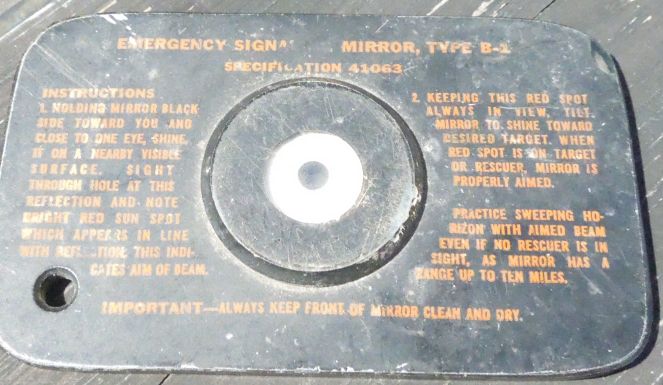 EMERGENCY SIGNA MIRROR, TYPE B-1
SPECIFICATION 41063
INSTRUCTIONS
1. HOLDING MIRROR BLACK
SIDE TOWARD YOU AND
CLOSE TO ONE EYE, SHINE
IF ON A NEARBY VISIBLE
SURFACE. SIGHT
THROUGH HOLE AT THIS
REFLECTION AND NOTE
BRIGHT RED SUN SPOT
WHICH APPEARS IN LINE
WITH REFLECTION. THIS INDI-
CATES AIM OF BEAM.
2. KEEPING THIS RED SPOT
ALWAYS IN VIEW, TILT
MIRROR TO SHINE TOWARD
DESIRED TARGET. WHEN
RED SPOT IS ON TARGET
OR RESCUER, MIRROR IS
PROPERLY AIMED.
PRACTICE SWEEPING HO-
RIZON WITH AIMED BEAM
EVEN IF NO RESCUER IS IN
SIGHT, AS MIRROR HAS A
RANGE UP TO TEN MILES.
IMPORTANT—ALWAYS KEEP FRONT OF MIRROR CLEAN AND DRY.